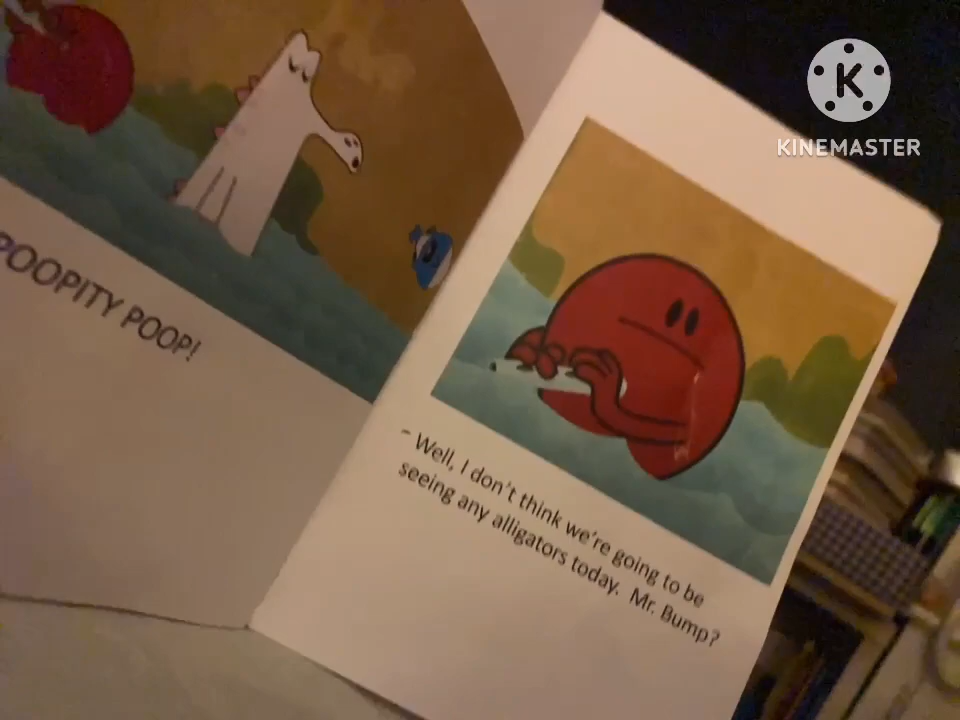 POOPITY POOP!
- Well, I don't think we're going to be
seeing any alligators today. Mr. Bump?
K
KINEMASTER